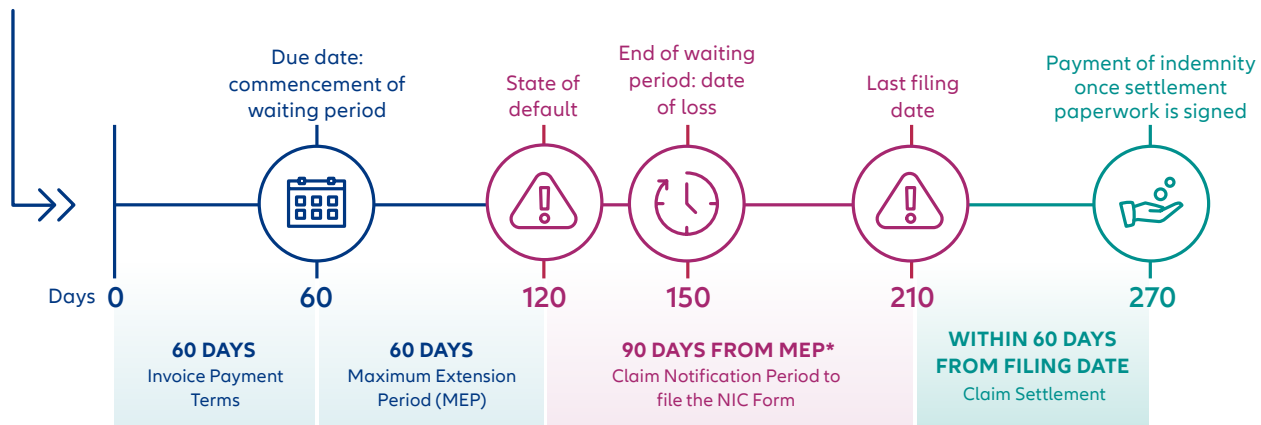 Due date:
commencement of
waiting period
State of
default
End of waiting
period: date
of loss
Last filing
date
Payment of indemnity
once settlement
paperwork is signed
Days 0 60 120 150 210 270
60 DAYS
Invoice Payment
Terms
60 DAYS
Maximum Extension
Period (MEP)
90 DAYS FROM MEP*
Claim Notification Period to
file the NIC Form
WITHIN 60 DAYS
FROM FILING DATE
Claim Settlement